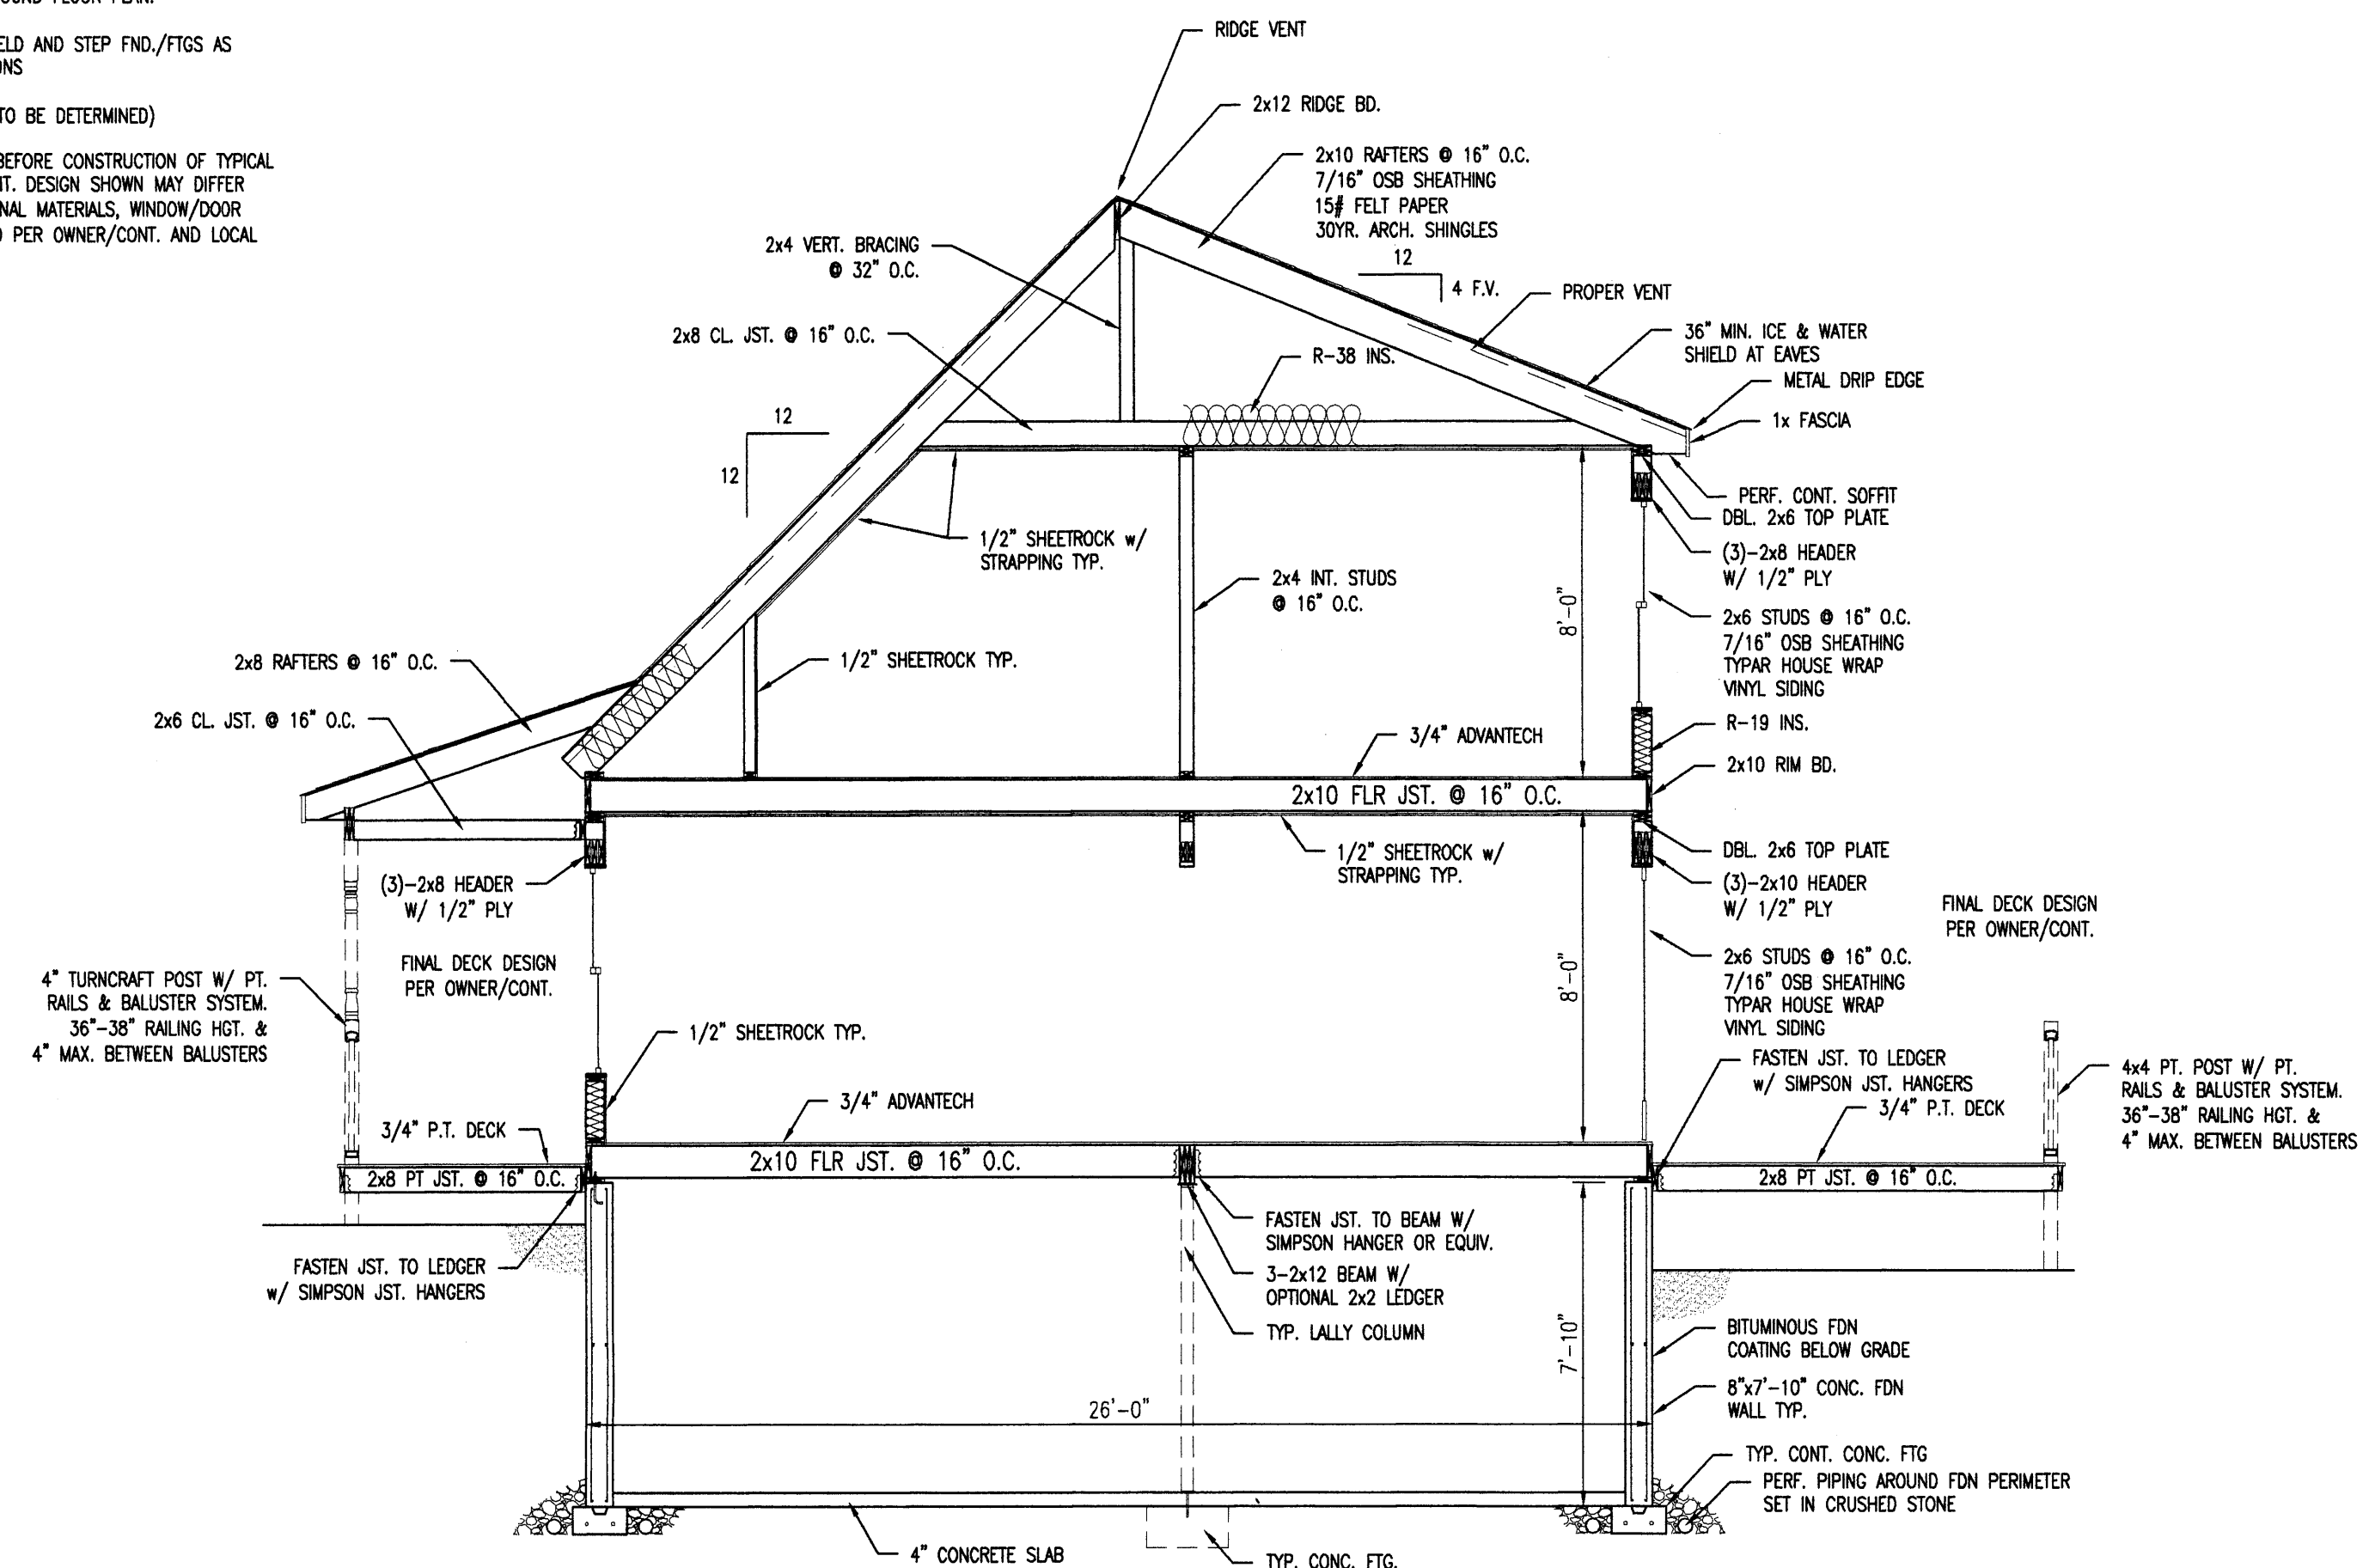 ELD AND STEP FND./FTGS AS
TO BE DETERMINED)
BEFORE CONSTRUCTION OF TYPICAL
DESIGN SHOWN MAY DIFFER
MATERIALS, WINDOW/DOOR
PER OWNER/CONT. AND LOCAL
RIDGE VENT
2x12 RIDGE BD.
2x10 RAFTERS @ 16" O.C.
7/16" OSB SHEATHING
15# FELT PAPER
30YR. ARCH. SHINGLES
2x4 VERT. BRACING
@ 32" O.C.
12
4 F.V.
PROPER VENT
2x8 CL. JST. @ 16" O.C.
36" MIN. ICE & WATER
SHIELD AT EAVES
R-38 INS.
METAL DRIP EDGE
1x FASCIA
12
12
PERF. CONT. SOFFIT
DBL. 2x6 TOP PLATE
1/2" SHEETROCK w/
STRAPPING TYP.
(3)-2x8 HEADER
W/ 1/2" PLY
2x4 INT. STUDS
@ 16" O.C.
8'-0"
2x6 STUDS @ 16" O.C.
7/16" OSB SHEATHING
TYPAR HOUSE WRAP
VINYL SIDING
2x8 RAFTERS @ 16" O.C.
1/2" SHEETROCK TYP.
2x6 CL. JST. @ 16" O.C.
R-19 INS.
3/4" ADVANTECH
2x10 RIM BD.
2x10 FLR JST. @ 16" O.C.
1/2" SHEETROCK w/
STRAPPING TYP.
DBL. 2x6 TOP PLATE
(3)-2x8 HEADER
W/ 1/2" PLY
(3)-2x10 HEADER
W/ 1/2" PLY
FINAL DECK DESIGN
PER OWNER/CONT.
FINAL DECK DESIGN
PER OWNER/CONT.
8'-0"
2x6 STUDS @ 16" O.C.
7/16" OSB SHEATHING
TYPAR HOUSE WRAP
VINYL SIDING
4" TURNCRAFT POST W/ PT.
RAILS & BALUSTER SYSTEM.
36"-38" RAILING HGT. &
4" MAX. BETWEEN BALUSTERS
1/2" SHEETROCK TYP.
FASTEN JST. TO LEDGER
w/ SIMPSON JST. HANGERS
4x4 PT. POST W/ PT.
RAILS & BALUSTER SYSTEM.
36"-38" RAILING HGT. &
4" MAX. BETWEEN BALUSTERS
3/4" ADVANTECH
3/4" P.T. DECK
3/4" P.T. DECK
2x10 FLR JST. @ 16" O.C.
2x8 PT JST. @ 16" O.C.
2x8 PT JST. @ 16" O.C.
FASTEN JST. TO BEAM W/
SIMPSON HANGER OR EQUIV.
FASTEN JST. TO LEDGER
w/ SIMPSON JST. HANGERS
3-2x12 BEAM W/
OPTIONAL 2x2 LEDGER
TYP. LALLY COLUMN
7'-10"
BITUMINOUS FDN
COATING BELOW GRADE
8"x7'-10" CONC. FDN
WALL TYP.
26'-0"
TYP. CONT. CONC. FTG
PERF. PIPING AROUND FDN PERIMETER
SET IN CRUSHED STONE
4" CONCRETE SLAB
TYP. CONC. FTG.